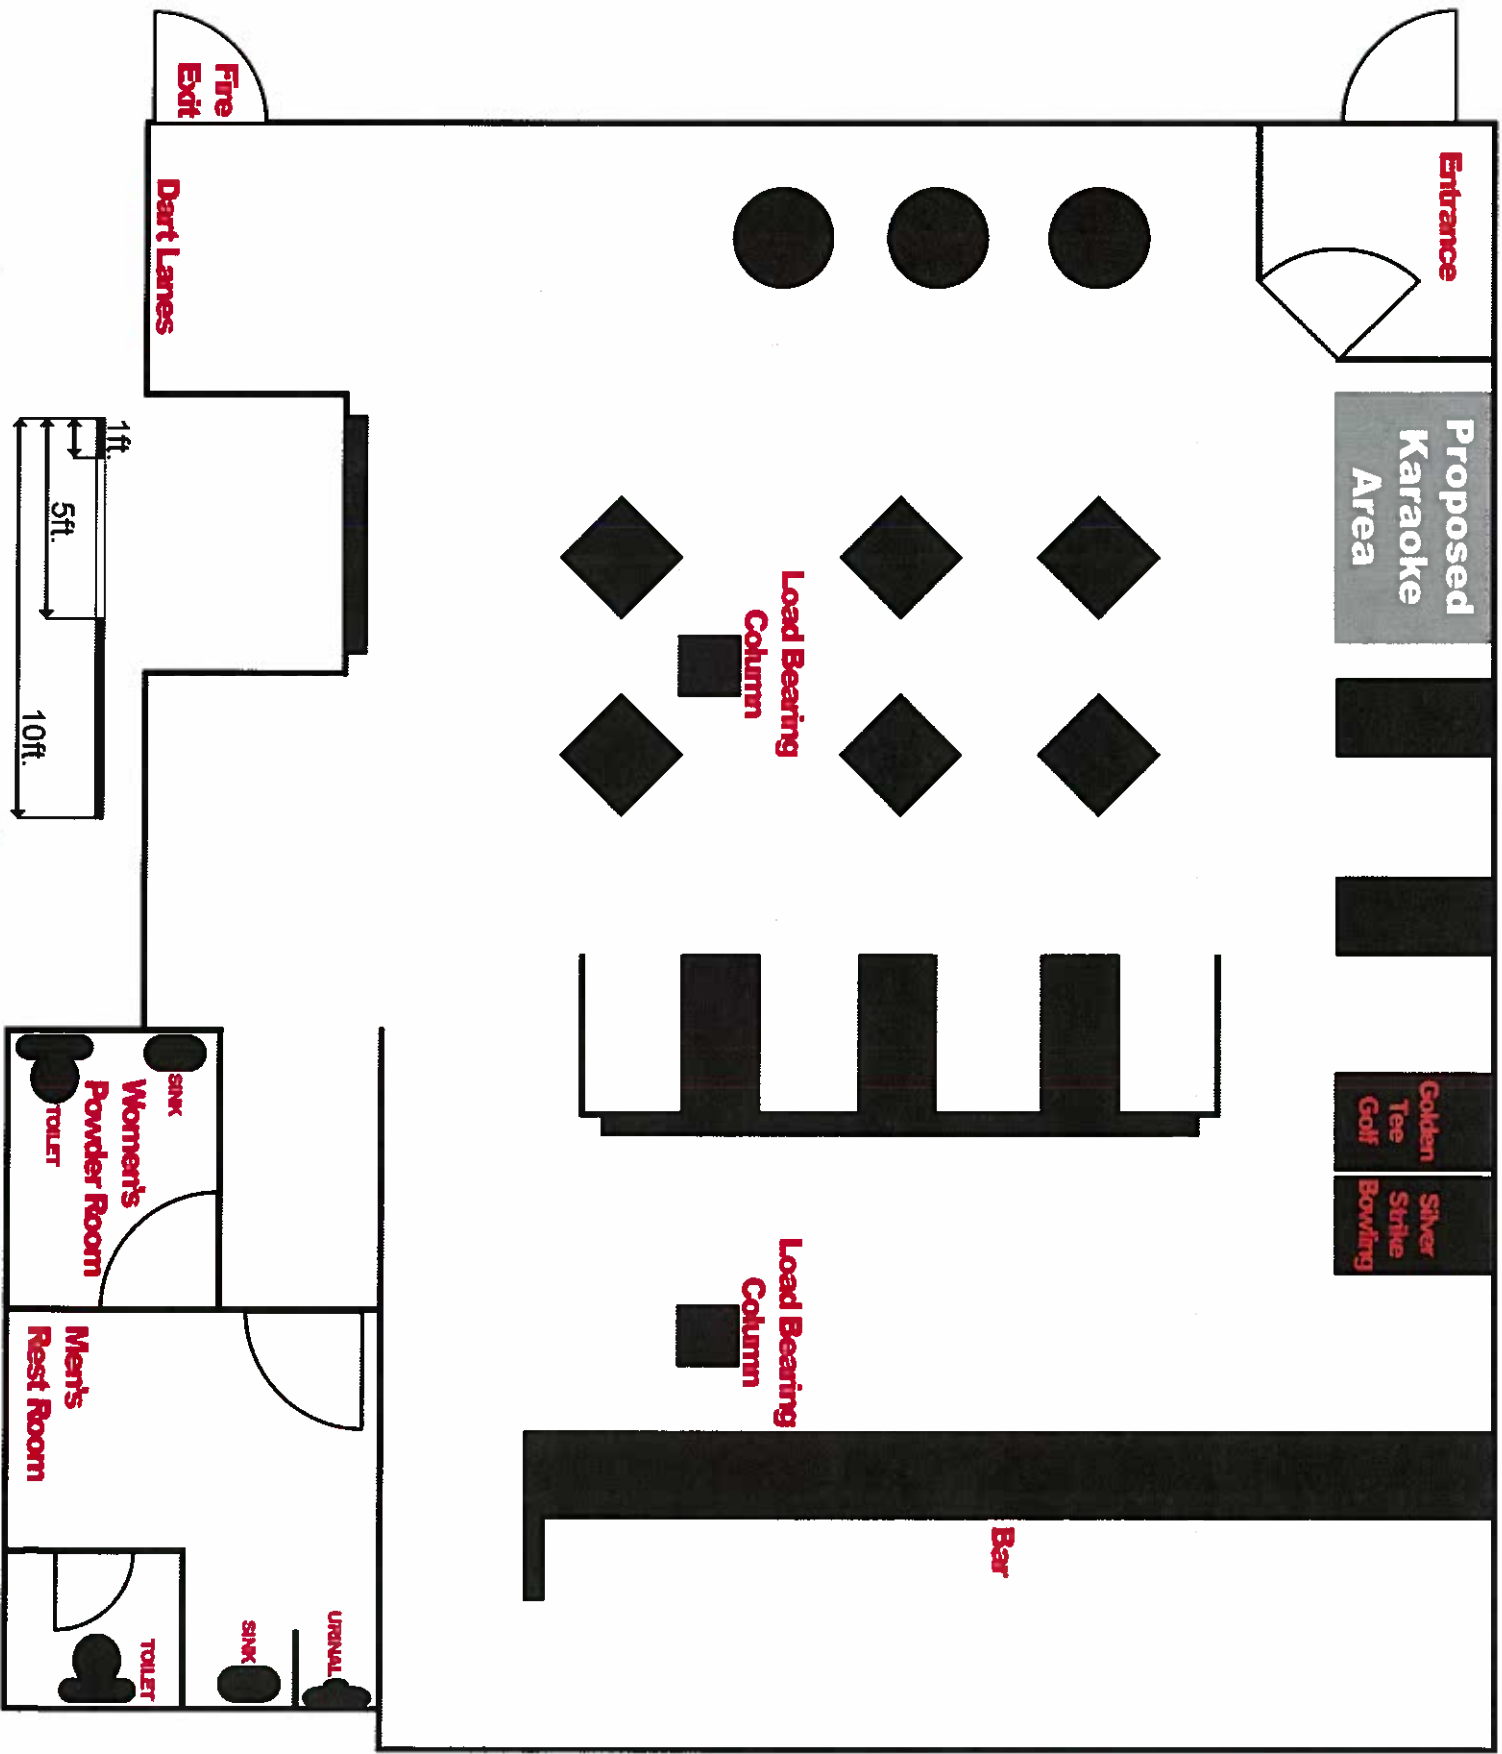 Entrance
Proposed
Karaoke
Area
Golden
Tee
Golf
Silver
Strike
Bowling
Load Bearing
Column
Load Bearing
Column
Bar
Fire
Exit
Dart Lanes
1ft.
5ft.
10ft.
SINK
Women's
Powder Room
TOILET
Men's
Rest Room
URINAL
SINK
TOILET